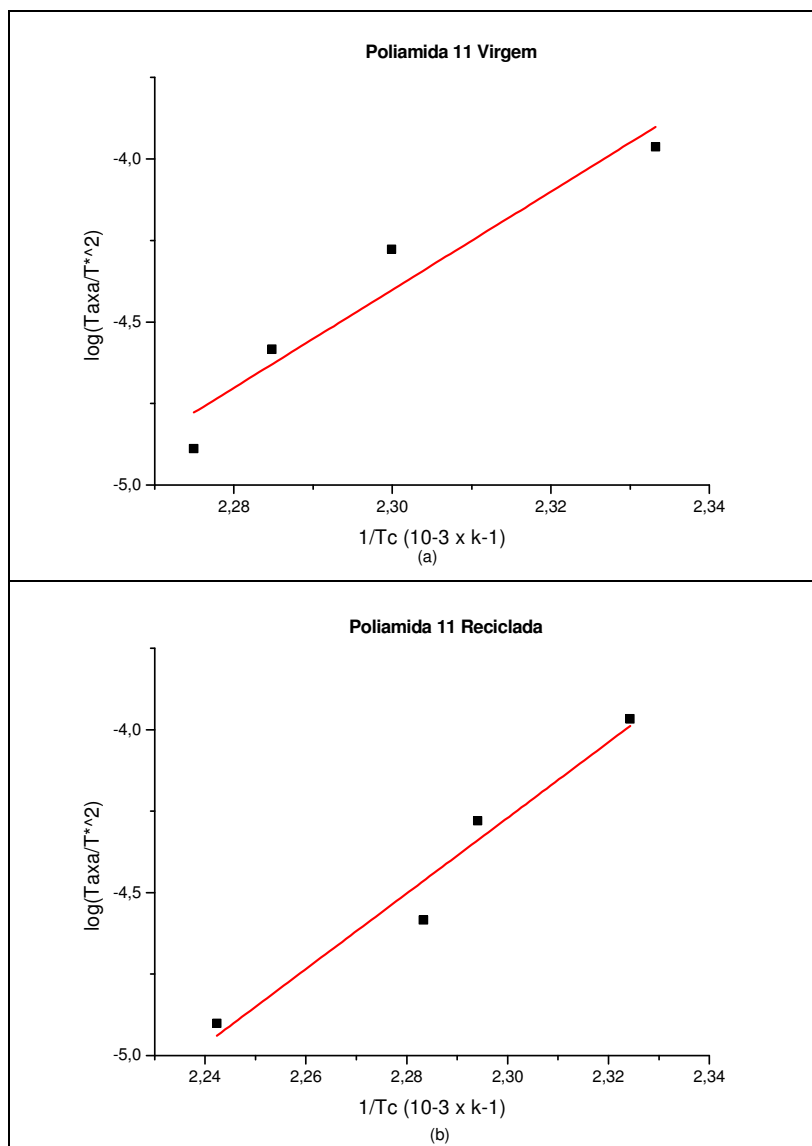 Poliamida 11 Virgem
-4,0
-4,5
-5,0
log(Taxa/T*^2)
2,28
2,30
2,32
2,34
1/Tc (10-3 x k-1)
(a)
Poliamida 11 Reciclada
-4,0
-4,5
-5,0
log(Taxa/T*^2)
2,24
2,26
2,28
2,30
2,32
2,34
1/Tc (10-3 x k-1)
(b)